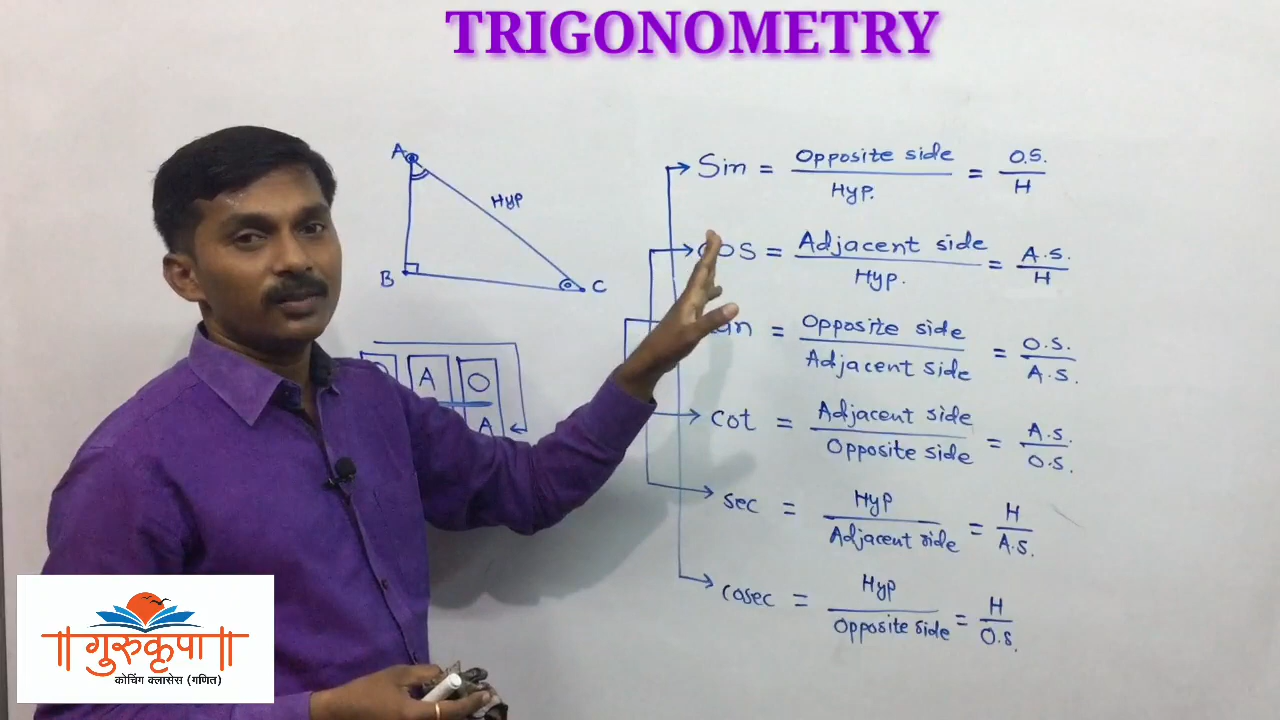 TRIGONOMETRY
A
Hyp
B
C
A O
A
Sin = Opposite side / Hyp. = O.S. / H
cos = Adjacent side / Hyp. = A.S. / H
= Opposite side / Adjacent side = O.S. / A.S.
cot = Adjacent side / Opposite side = A.S. / O.S.
sec = Hyp / Adjacent side = H / A.S.
cosec = Hyp / Opposite side = H / O.S.
॥ गुरुकृपा ॥
कोचिंग क्लासेस (गणित)